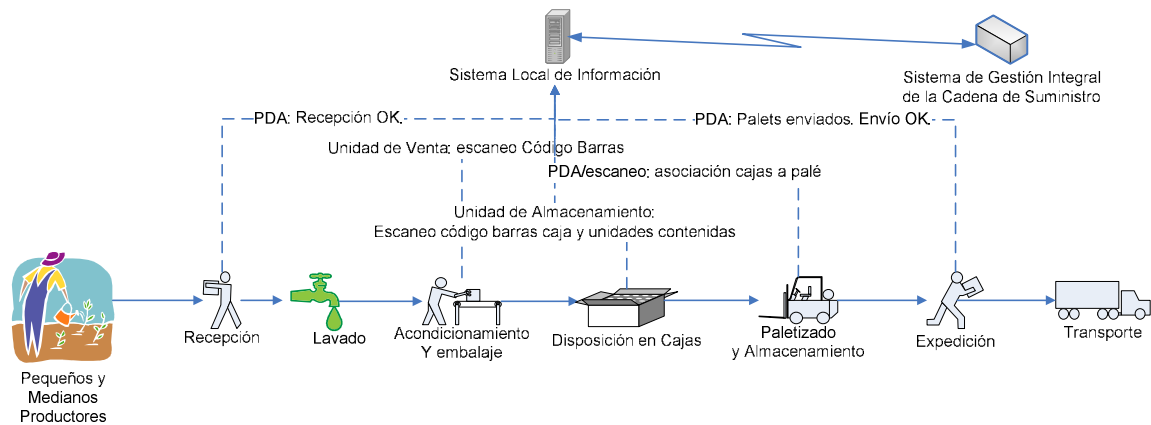 Sistema Local de Información
Sistema de Gestión Integral
de la Cadena de Suministro
PDA: Recepción OK.
PDA: Palets enviados. Envío OK.
Unidad de Venta: escaneo Código Barras
PDA/escaneo: asociación cajas a palé
Unidad de Almacenamiento:
Escaneo código barras caja y unidades contenidas
Pequeños y
Medianos
Productores
Recepción
Lavado
Acondicionamiento
Y embalaje
Disposición en Cajas
Paletizado
y Almacenamiento
Expedición
Transporte